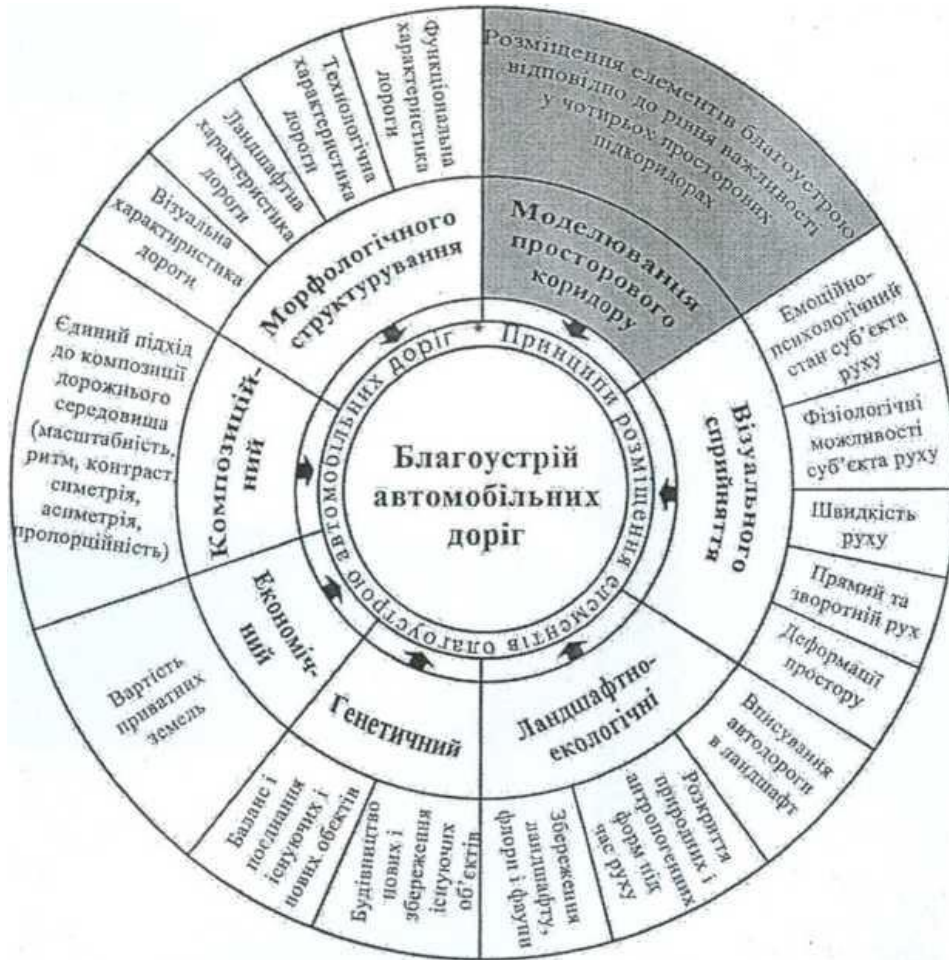 Благоустрій
автомобільних
доріг
* Принципи розміщення елементів благоустрою автомобільних доріг
Моделювання
просторового
коридору
Розміщення елементів благоустрою
відповідно до рівня важливості
у чотирьох просторових
підкоридорах
Візуального
сприйняття
Емоційно-
психологічний
стан суб’єкта
руху
Фізіологічні
можливості
суб’єкта руху
Швидкість
руху
Прямий та
зворотній рух
Деформації
простору
Ландшафтно-
екологічні
Вписування
автодороги
в ландшафт
Розкриття
природних і
антропогенних
форм під
час руху
Збереження
ландшафту,
флори і фауни
Генетичний
Будівництво
нових і
збереження
існуючих
об’єктів
Баланс і
поєднання
існуючих і
нових обєктів
Економіч-
ний
Вартість
приватних
земель
Композицій-
ний
Єдиний підхід
до композиції
дорожнього
середовища
(масштабність,
ритм, контраст,
симетрія,
асиметрія,
пропорційність)
Морфологічного
структурування
Візуальна
характиристика
дороги
Ландшафтна
характеристика
дороги
Технологічна
характеристика
дороги
Функціональна
характеристика
дороги